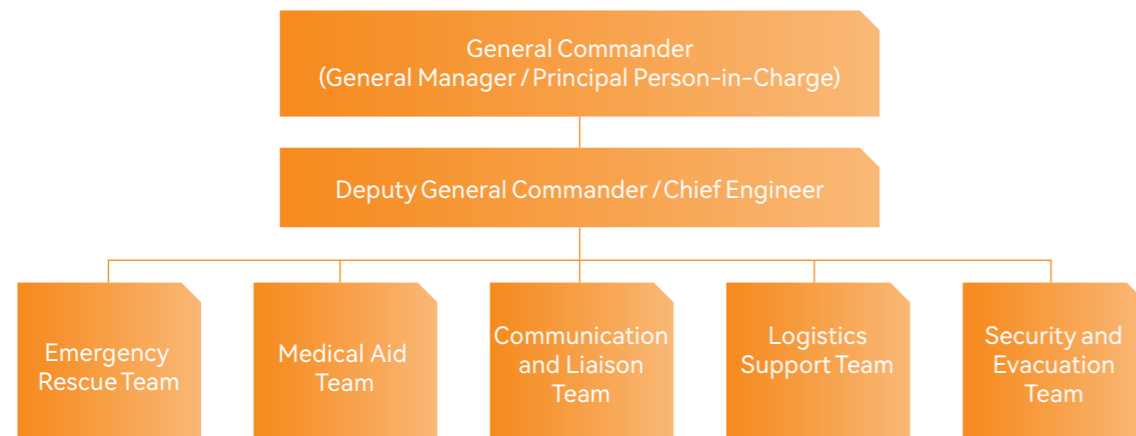 General Commander
(General Manager / Principal Person-in-Charge)
Deputy General Commander / Chief Engineer
Emergency
Rescue Team
Medical Aid
Team
Communication
and Liaison
Team
Logistics
Support Team
Security and
Evacuation
Team